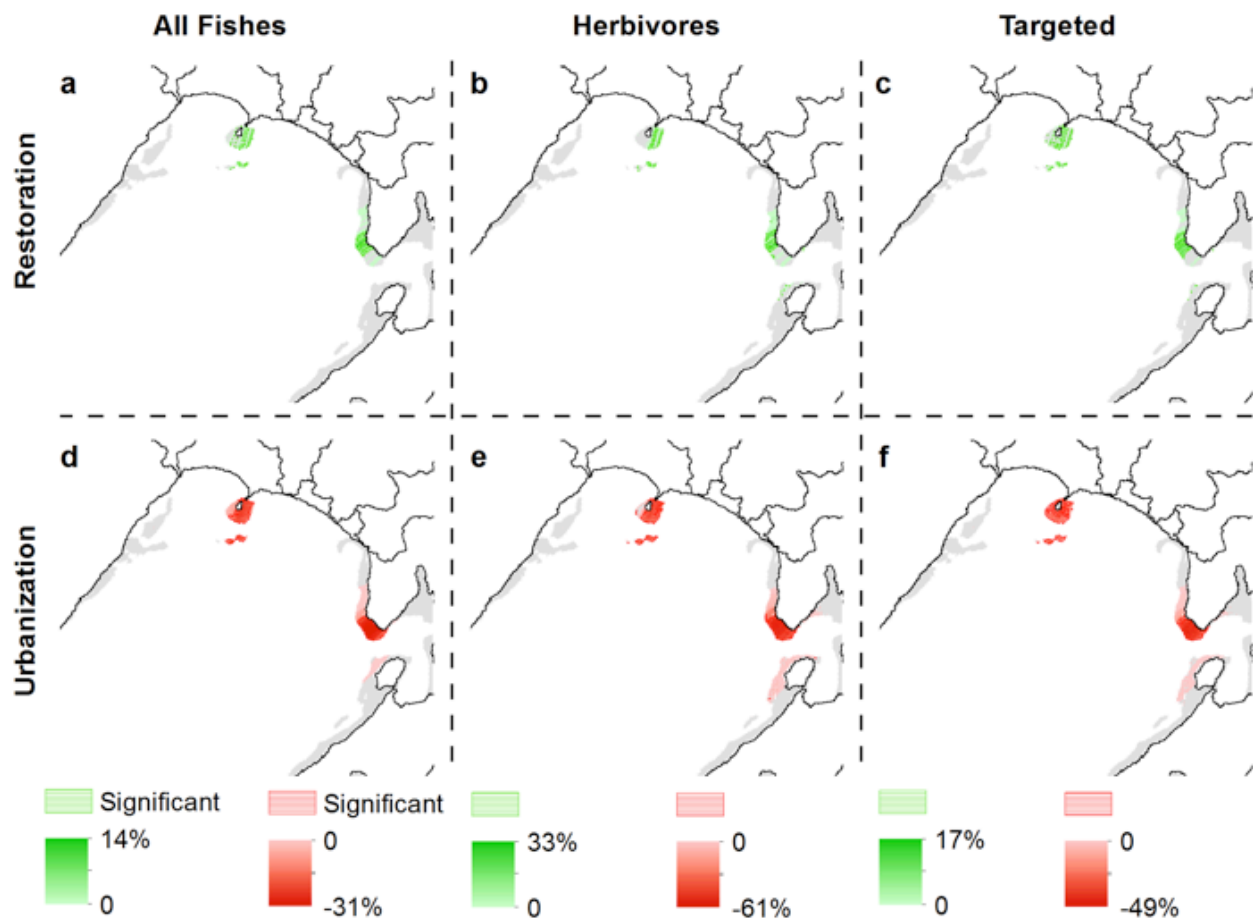 All Fishes Herbivores Targeted
Restoration
a b c
Urbanization
d e f
Significant Significant
14% 0 33% 0 17% 0
0 -31% 0 -61% 0 -49%